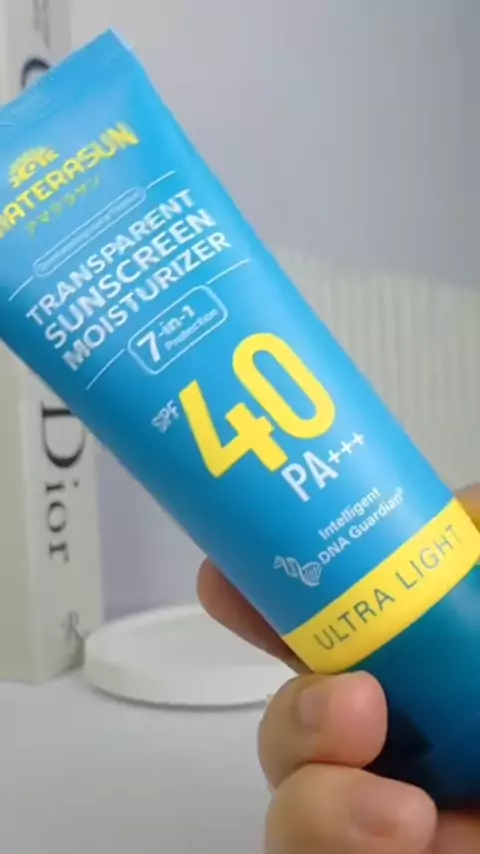 アマテラサン
TRANSPARENT
SUNSCREEN
MOISTURIZER
7-in-1
Protection
SPF
40
PA+++
Intelligent
DNA Guardian
ULTRA LIGHT
Dior